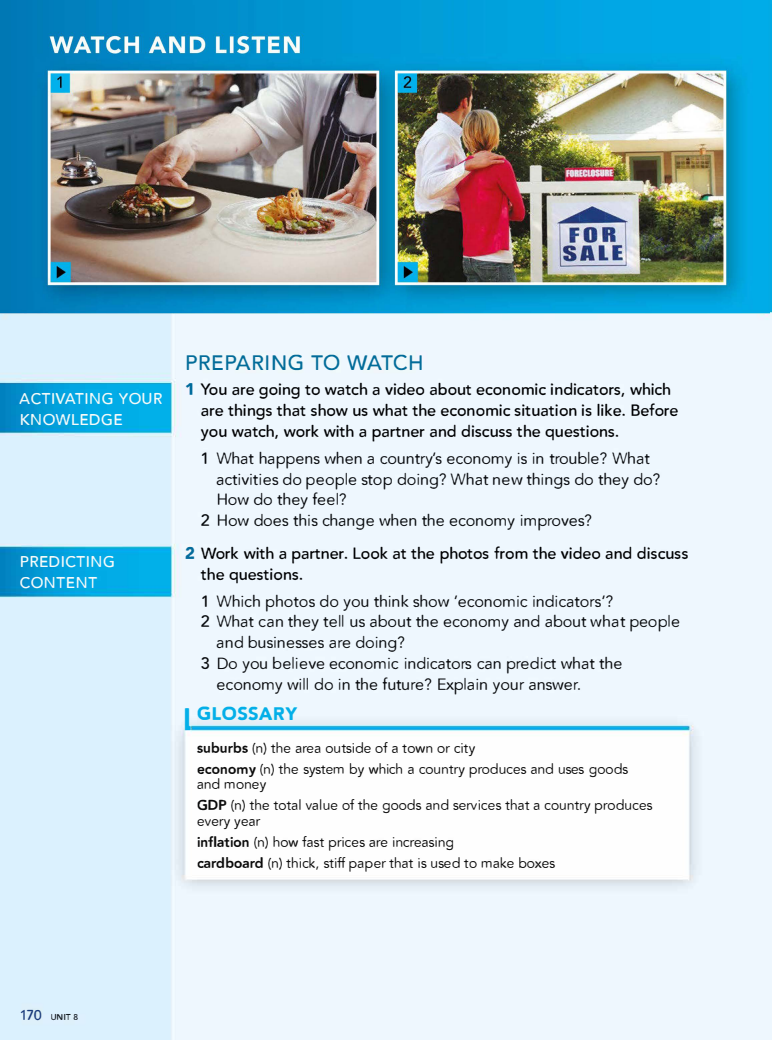 WATCH AND LISTEN
1
2
FORECLOSURE
FOR
SALE
PREPARING TO WATCH
ACTIVATING YOUR
KNOWLEDGE
1 You are going to watch a video about economic indicators, which
are things that show us what the economic situation is like. Before
you watch, work with a partner and discuss the questions.
1 What happens when a country's economy is in trouble? What
activities do people stop doing? What new things do they do?
How do they feel?
2 How does this change when the economy improves?
PREDICTING
CONTENT
2 Work with a partner. Look at the photos from the video and discuss
the questions.
1 Which photos do you think show 'economic indicators'?
2 What can they tell us about the economy and about what people
and businesses are doing?
3 Do you believe economic indicators can predict what the
economy will do in the future? Explain your answer.
GLOSSARY
suburbs (n) the area outside of a town or city
economy (n) the system by which a country produces and uses goods
and money
GDP (n) the total value of the goods and services that a country produces
every year
inflation (n) how fast prices are increasing
cardboard (n) thick, stiff paper that is used to make boxes
170 UNIT 8